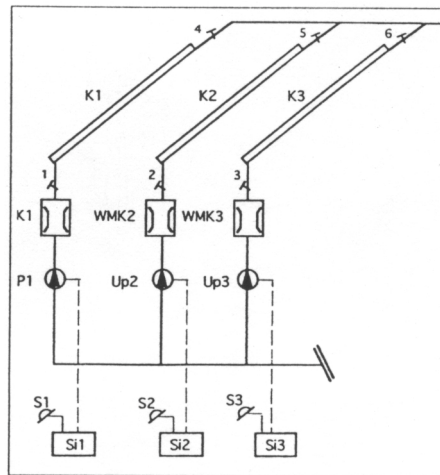 4 5 6
K1 K2 K3
1 2 3
K1 WMK2 WMK3
P1 Up2 Up3
S1 S2 S3
Si1 Si2 Si3